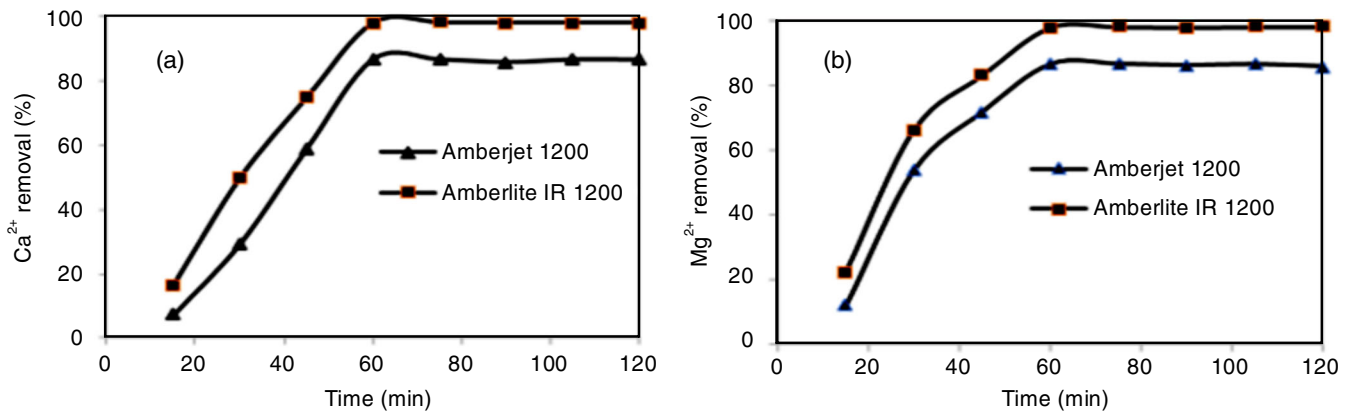 100
80
60
40
20
0
Ca²⁺ removal (%)
(a)
Amberjet 1200
Amberlite IR 1200
0 20 40 60 80 100 120
Time (min)
100
80
60
40
20
0
Mg²⁺ removal (%)
(b)
Amberjet 1200
Amberlite IR 1200
0 20 40 60 80 100 120
Time (min)